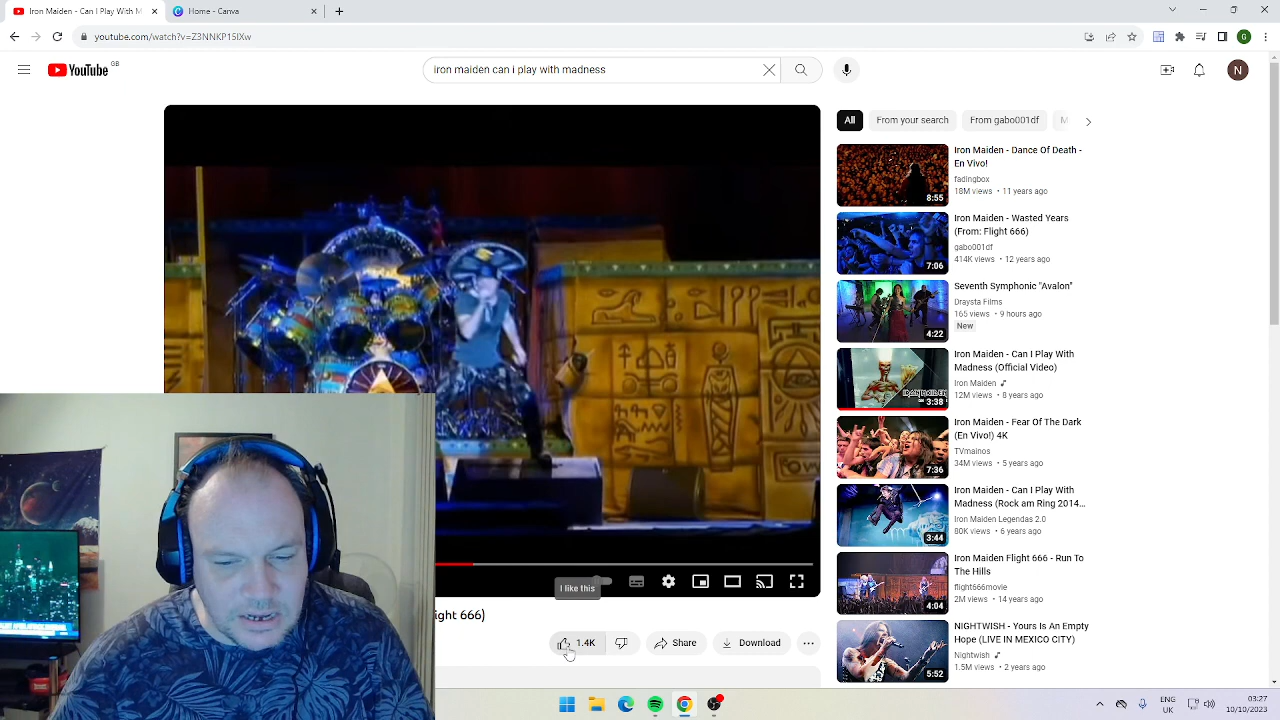 Iron Maiden - Can I Play With M
Home - Canva
youtube.com/watch?v=Z3NNKP15IXw
YouTube GB
iron maiden can i play with madness
N
G
All
From your search
From gabo001df
M
Iron Maiden - Dance Of Death -
En Vivo!
fadingbox
18M views • 11 years ago
8:55
Iron Maiden - Wasted Years
(From: Flight 666)
gabo001df
414K views • 12 years ago
7:06
Seventh Symphonic "Avalon"
Draysta Films
165 views • 9 hours ago
New
4:22
Iron Maiden - Can I Play With
Madness (Official Video)
Iron Maiden
12M views • 8 years ago
3:38
Iron Maiden - Fear Of The Dark
(En Vivo!) 4K
TVmainos
34M views • 5 years ago
7:36
Iron Maiden - Can I Play With
Madness (Rock am Ring 2014...
Iron Maiden Legendas 2.0
80K views • 6 years ago
3:44
Iron Maiden Flight 666 - Run To
The Hills
flight666movie
2M views • 14 years ago
4:04
NIGHTWISH - Yours Is An Empty
Hope (LIVE IN MEXICO CITY)
Nightwish
1.5M views • 2 years ago
5:52
I like this
ight 666)
1.4K
Share
Download
ENG
UK
03:27
10/10/2023